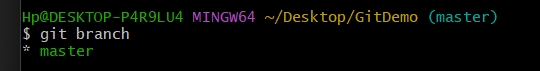 Hp@DESKTOP-P4R9LU4 MINGW64 ~/Desktop/GitDemo (master)
$ git branch
* master